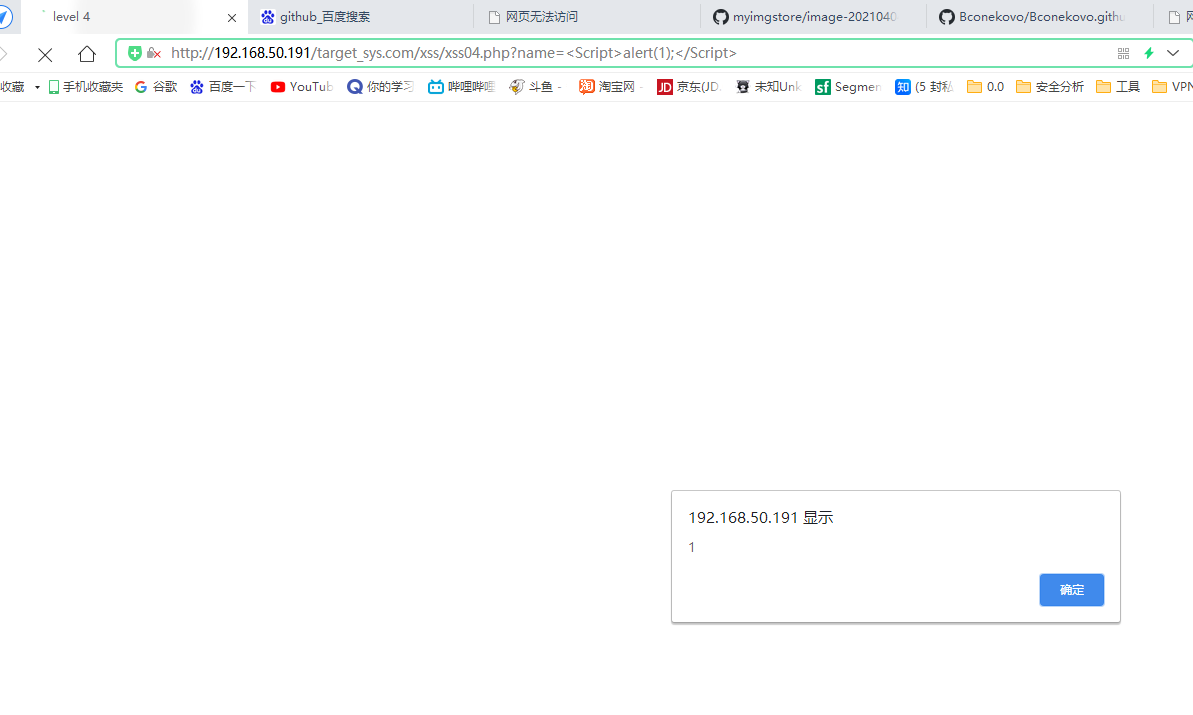 level 4
github_百度搜索
网页无法访问
myimgstore/image-2021040
Bconekovo/Bconekovo.githu
http://192.168.50.191/target_sys.com/xss/xss04.php?name=<Script>alert(1);</Script>
收藏
手机收藏夹
谷歌
百度一下
YouTub
你的学习
哔哩哔哩
斗鱼 -
淘宝网 -
京东(JD.
未知Unk
Segmen
(5 封私
0.0
安全分析
工具
VPN
192.168.50.191 显示
1
确定